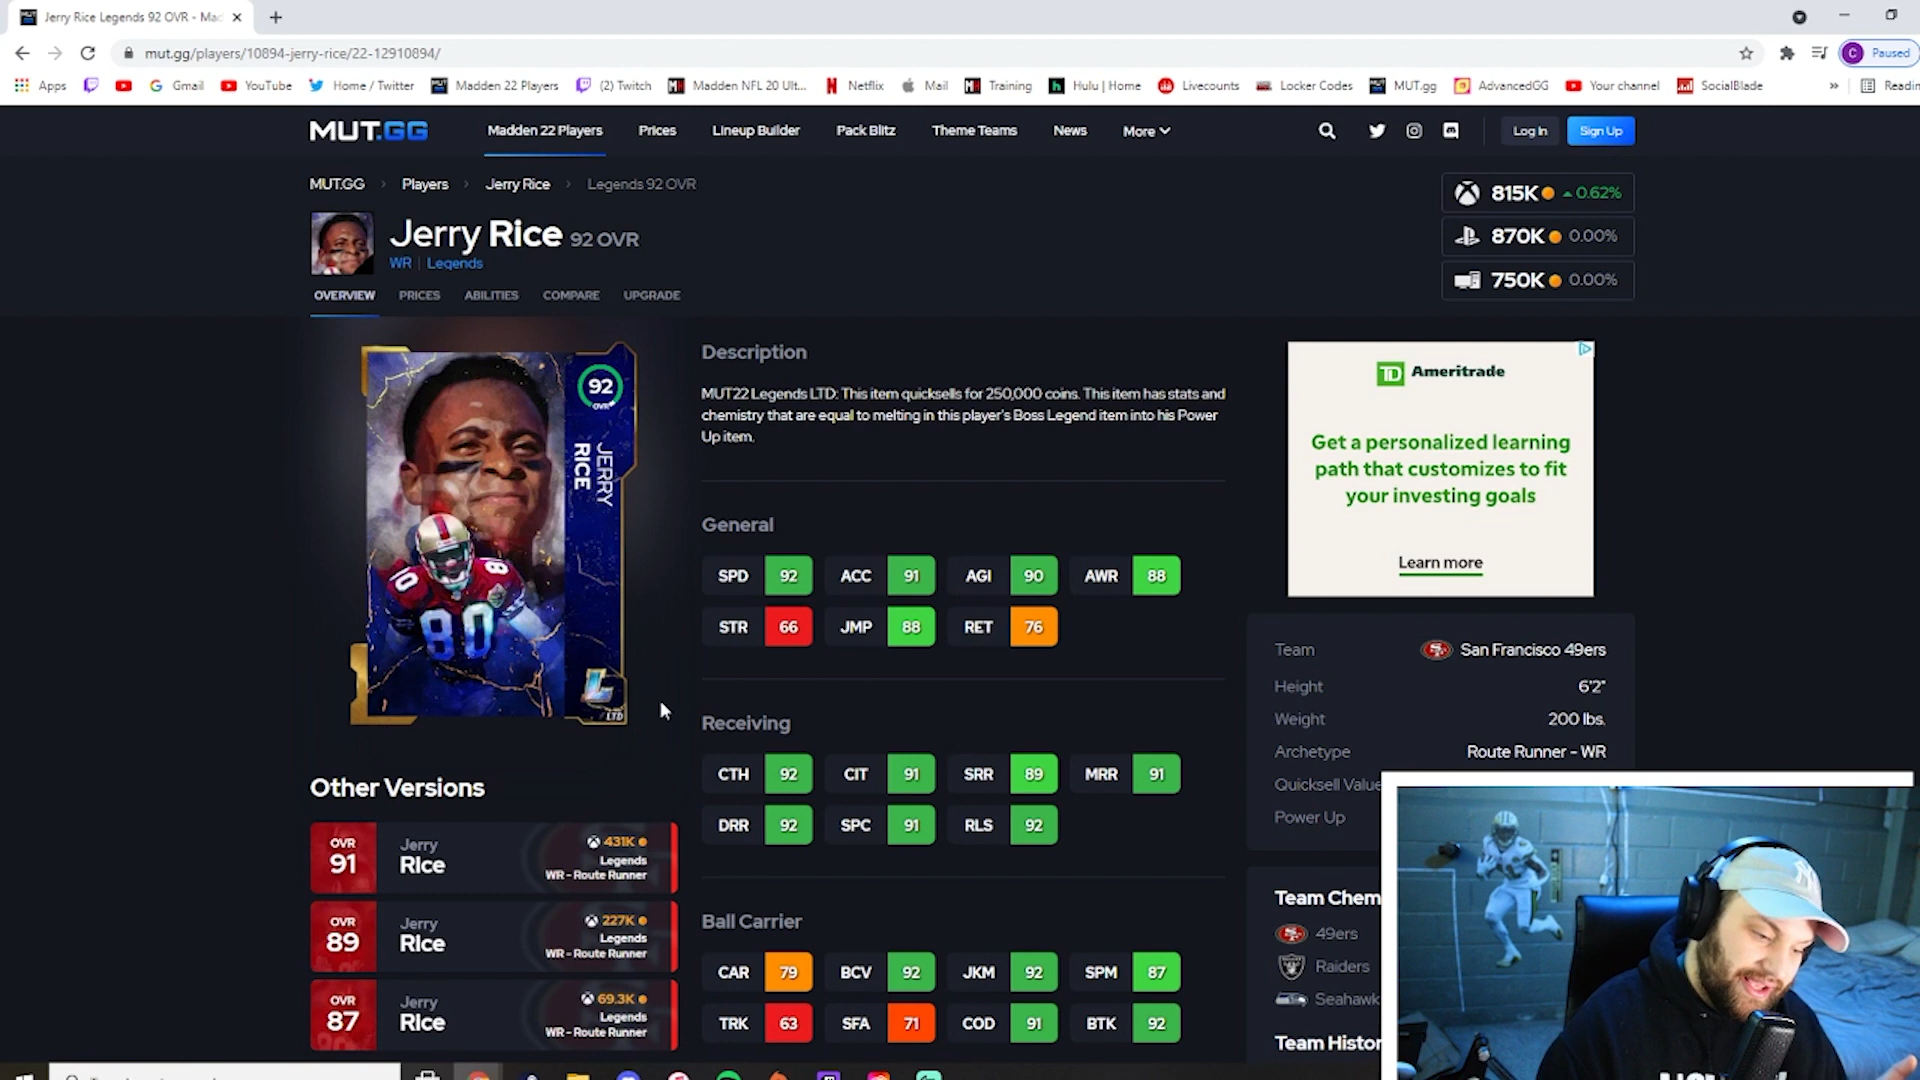 Jerry Rice Legends 92 OVR - Mad
mut.gg/players/10894-jerry-rice/22-12910894/
C Paused
Apps Gmail YouTube Home / Twitter Madden 22 Players (2) Twitch Madden NFL 20 Ult... Netflix Mail Training Hulu | Home Livecounts Locker Codes MUT.gg AdvancedGG Your channel SocialBlade » Readin
MUT.GG Madden 22 Players Prices Lineup Builder Pack Blitz Theme Teams News More Log In Sign Up
MUT.GG > Players > Jerry Rice > Legends 92 OVR
Jerry Rice 92 OVR
WR | Legends
OVERVIEW PRICES ABILITIES COMPARE UPGRADE
815K 0.62%
870K 0.00%
750K 0.00%
92
OVR
JERRY
RICE
80
80
L
LTD
Description
MUT22 Legends LTD: This item quicksells for 250,000 coins. This item has stats and
chemistry that are equal to melting in this player's Boss Legend item into his Power
Up item.
General
SPD 92 ACC 91 AGI 90 AWR 88
STR 66 JMP 88 RET 76
Receiving
CTH 92 CIT 91 SRR 89 MRR 91
DRR 92 SPC 91 RLS 92
Ball Carrier
CAR 79 BCV 92 JKM 92 SPM 87
TRK 63 SFA 71 COD 91 BTK 92
Other Versions
OVR
91
Jerry
RIce
431K
Legends
WR - Route Runner
OVR
89
Jerry
RIce
227K
Legends
WR - Route Runner
OVR
87
Jerry
RIce
69.3K
Legends
WR - Route Runner
TD Ameritrade
Get a personalized learning
path that customizes to fit
your investing goals
Learn more
Team San Francisco 49ers
Height 6'2"
Weight 200 lbs.
Archetype Route Runner - WR
Quicksell Value
Power Up
Team Chem
49ers
Raiders
Seahawk
Team Histor